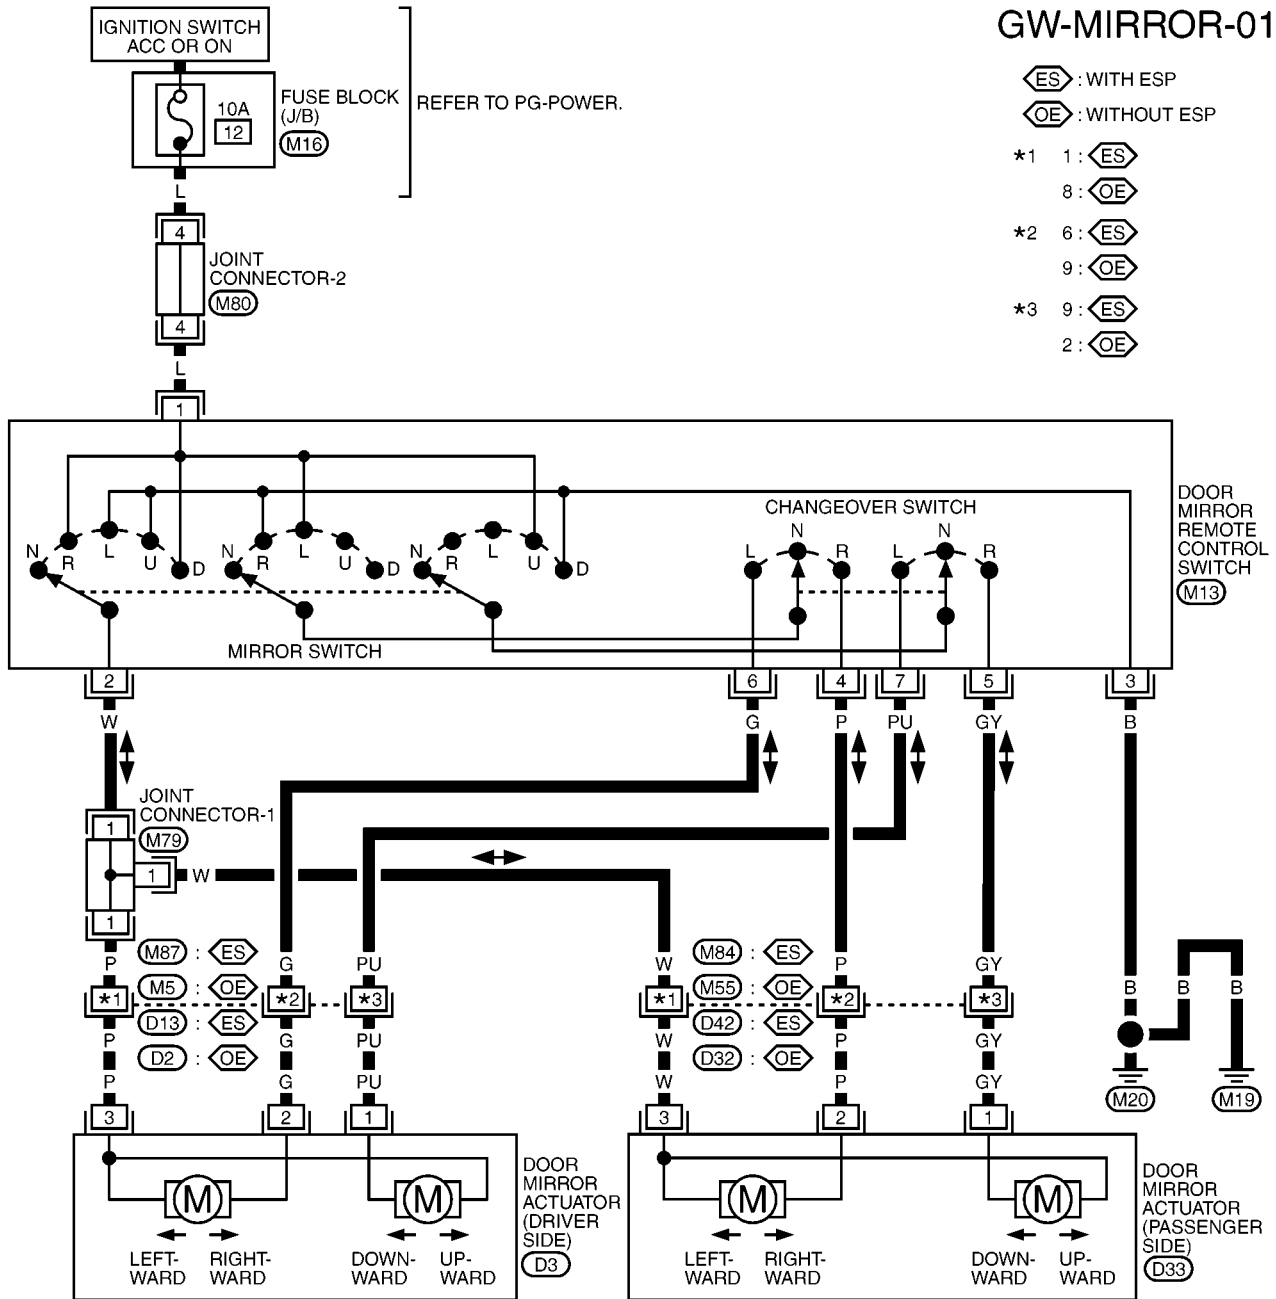 GW-MIRROR-01
IGNITION SWITCH
ACC OR ON
10A
12
FUSE BLOCK
(J/B)
M16
REFER TO PG-POWER.
ES : WITH ESP
OE : WITHOUT ESP
*1 1 : ES
8 : OE
*2 6 : ES
9 : OE
*3 9 : ES
2 : OE
L
4
JOINT
CONNECTOR-2
M80
4
L
1
N R L U D
N R L U D
N R L U D
MIRROR SWITCH
CHANGEOVER SWITCH
L N R
L N R
DOOR
MIRROR
REMOTE
CONTROL
SWITCH
M13
2 6 4 7 5 3
W G P PU GY B
JOINT
CONNECTOR-1
M79
1
1 W
1
P
M87 : ES
G PU W
M84 : ES
P GY
M5 : OE
M55 : OE
B B B
*1 *2 *3 *1 *2 *3
D13 : ES
D42 : ES
P G PU W P GY
D2 : OE
D32 : OE
P G PU W P GY
M20 M19
3 2 1 3 2 1
M M
LEFT-
WARD
RIGHT-
WARD
DOWN-
WARD
UP-
WARD
DOOR
MIRROR
ACTUATOR
(DRIVER
SIDE)
D3
M M
LEFT-
WARD
RIGHT-
WARD
DOWN-
WARD
UP-
WARD
DOOR
MIRROR
ACTUATOR
(PASSENGER
SIDE)
D33